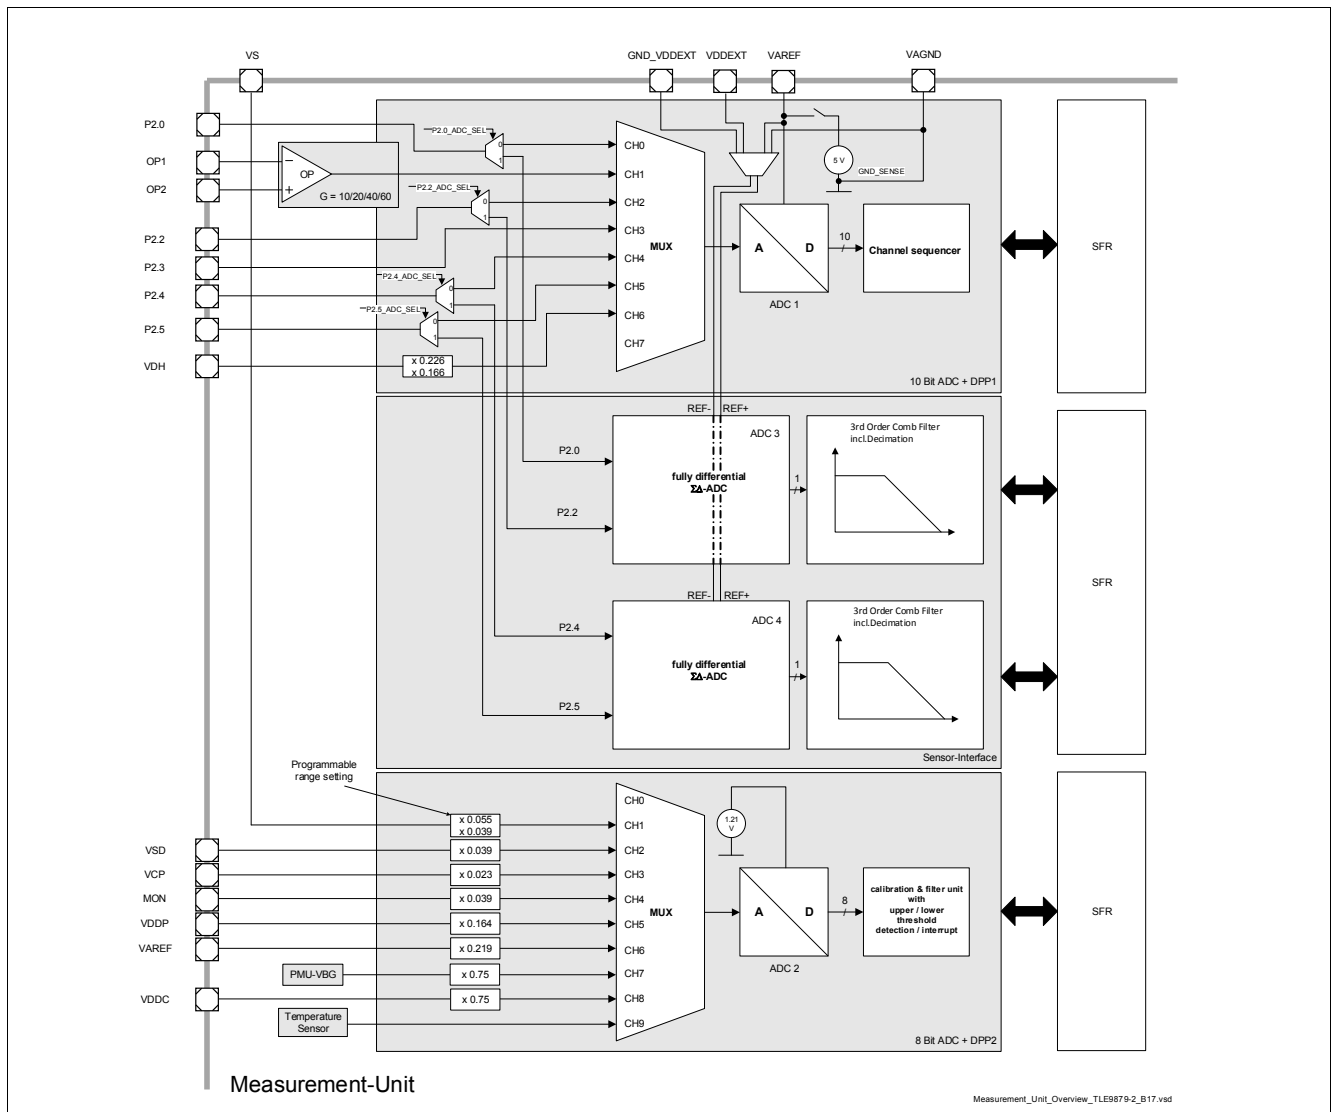 VS
GND_VDDEXT VDDEXT VAREF VAGND
P2.0
OP1
OP2
P2.2
P2.3
P2.4
P2.5
VDH
P2.0_ADC_SEL
0
1
−
OP
+
G = 10/20/40/60
P2.2_ADC_SEL
0
1
P2.4_ADC_SEL
0
1
P2.5_ADC_SEL
0
1
x 0.226
x 0.166
CH0
CH1
CH2
CH3
MUX
CH4
CH5
CH6
CH7
5 V
GND_SENSE
A D
ADC 1
10
Channel sequencer
10 Bit ADC + DPP1
SFR
REF- REF+
ADC 3
P2.0
fully differential
ΣΔ-ADC
P2.2
1
3rd Order Comb Filter
incl.Decimation
REF- REF+
ADC 4
P2.4
fully differential
ΣΔ-ADC
P2.5
1
3rd Order Comb Filter
incl.Decimation
Sensor-Interface
SFR
Programmable
range setting
VSD
VCP
MON
VDDP
VAREF
PMU-VBG
VDDC
Temperature
Sensor
x 0.055
x 0.039
x 0.039
x 0.023
x 0.039
x 0.164
x 0.219
x 0.75
x 0.75
CH0
CH1
CH2
CH3
CH4
MUX
CH5
CH6
CH7
CH8
CH9
1.21
V
A D
ADC 2
8
calibration & filter unit
with
upper / lower
threshold
detection / interrupt
8 Bit ADC + DPP2
SFR
Measurement-Unit
Measurement_Unit_Overview_TLE9879-2_B17.vsd